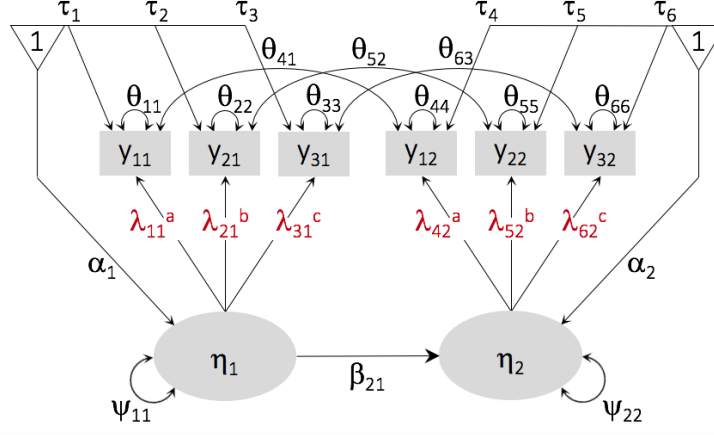 τ₁ τ₂ τ₃ τ₄ τ₅ τ₆
1 θ₄₁ θ₅₂ θ₆₃ 1
θ₁₁ θ₂₂ θ₃₃ θ₄₄ θ₅₅ θ₆₆
y₁₁ y₂₁ y₃₁ y₁₂ y₂₂ y₃₂
λ₁₁ᵃ λ₂₁ᵇ λ₃₁ᶜ λ₄₂ᵃ λ₅₂ᵇ λ₆₂ᶜ
α₁ α₂
η₁ η₂
β₂₁
ψ₁₁ ψ₂₂